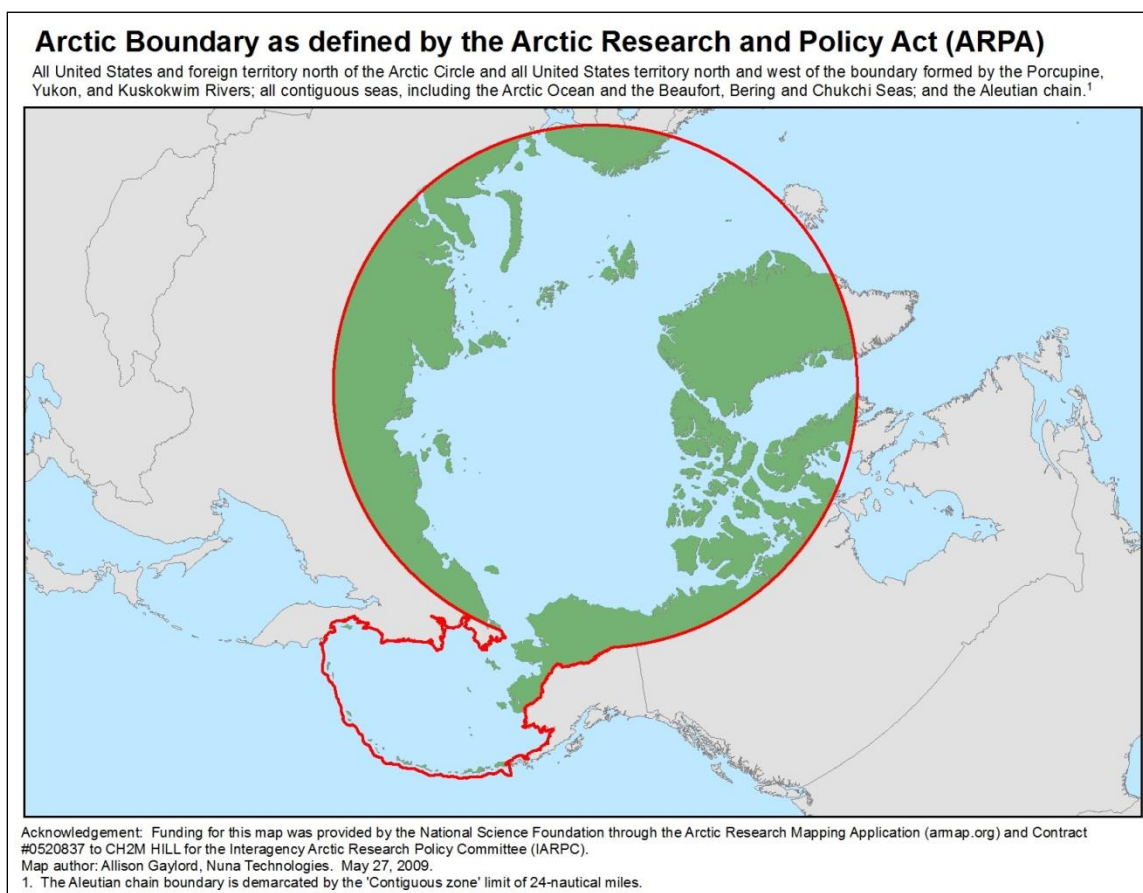 Arctic Boundary as defined by the Arctic Research and Policy Act (ARPA)
All United States and foreign territory north of the Arctic Circle and all United States territory north and west of the boundary formed by the Porcupine,
Yukon, and Kuskokwim Rivers; all contiguous seas, including the Arctic Ocean and the Beaufort, Bering and Chukchi Seas; and the Aleutian chain.¹
Acknowledgement: Funding for this map was provided by the National Science Foundation through the Arctic Research Mapping Application (armap.org) and Contract
#0520837 to CH2M HILL for the Interagency Arctic Research Policy Committee (IARPC).
Map author: Allison Gaylord, Nuna Technologies. May 27, 2009.
1. The Aleutian chain boundary is demarcated by the 'Contiguous zone' limit of 24-nautical miles.